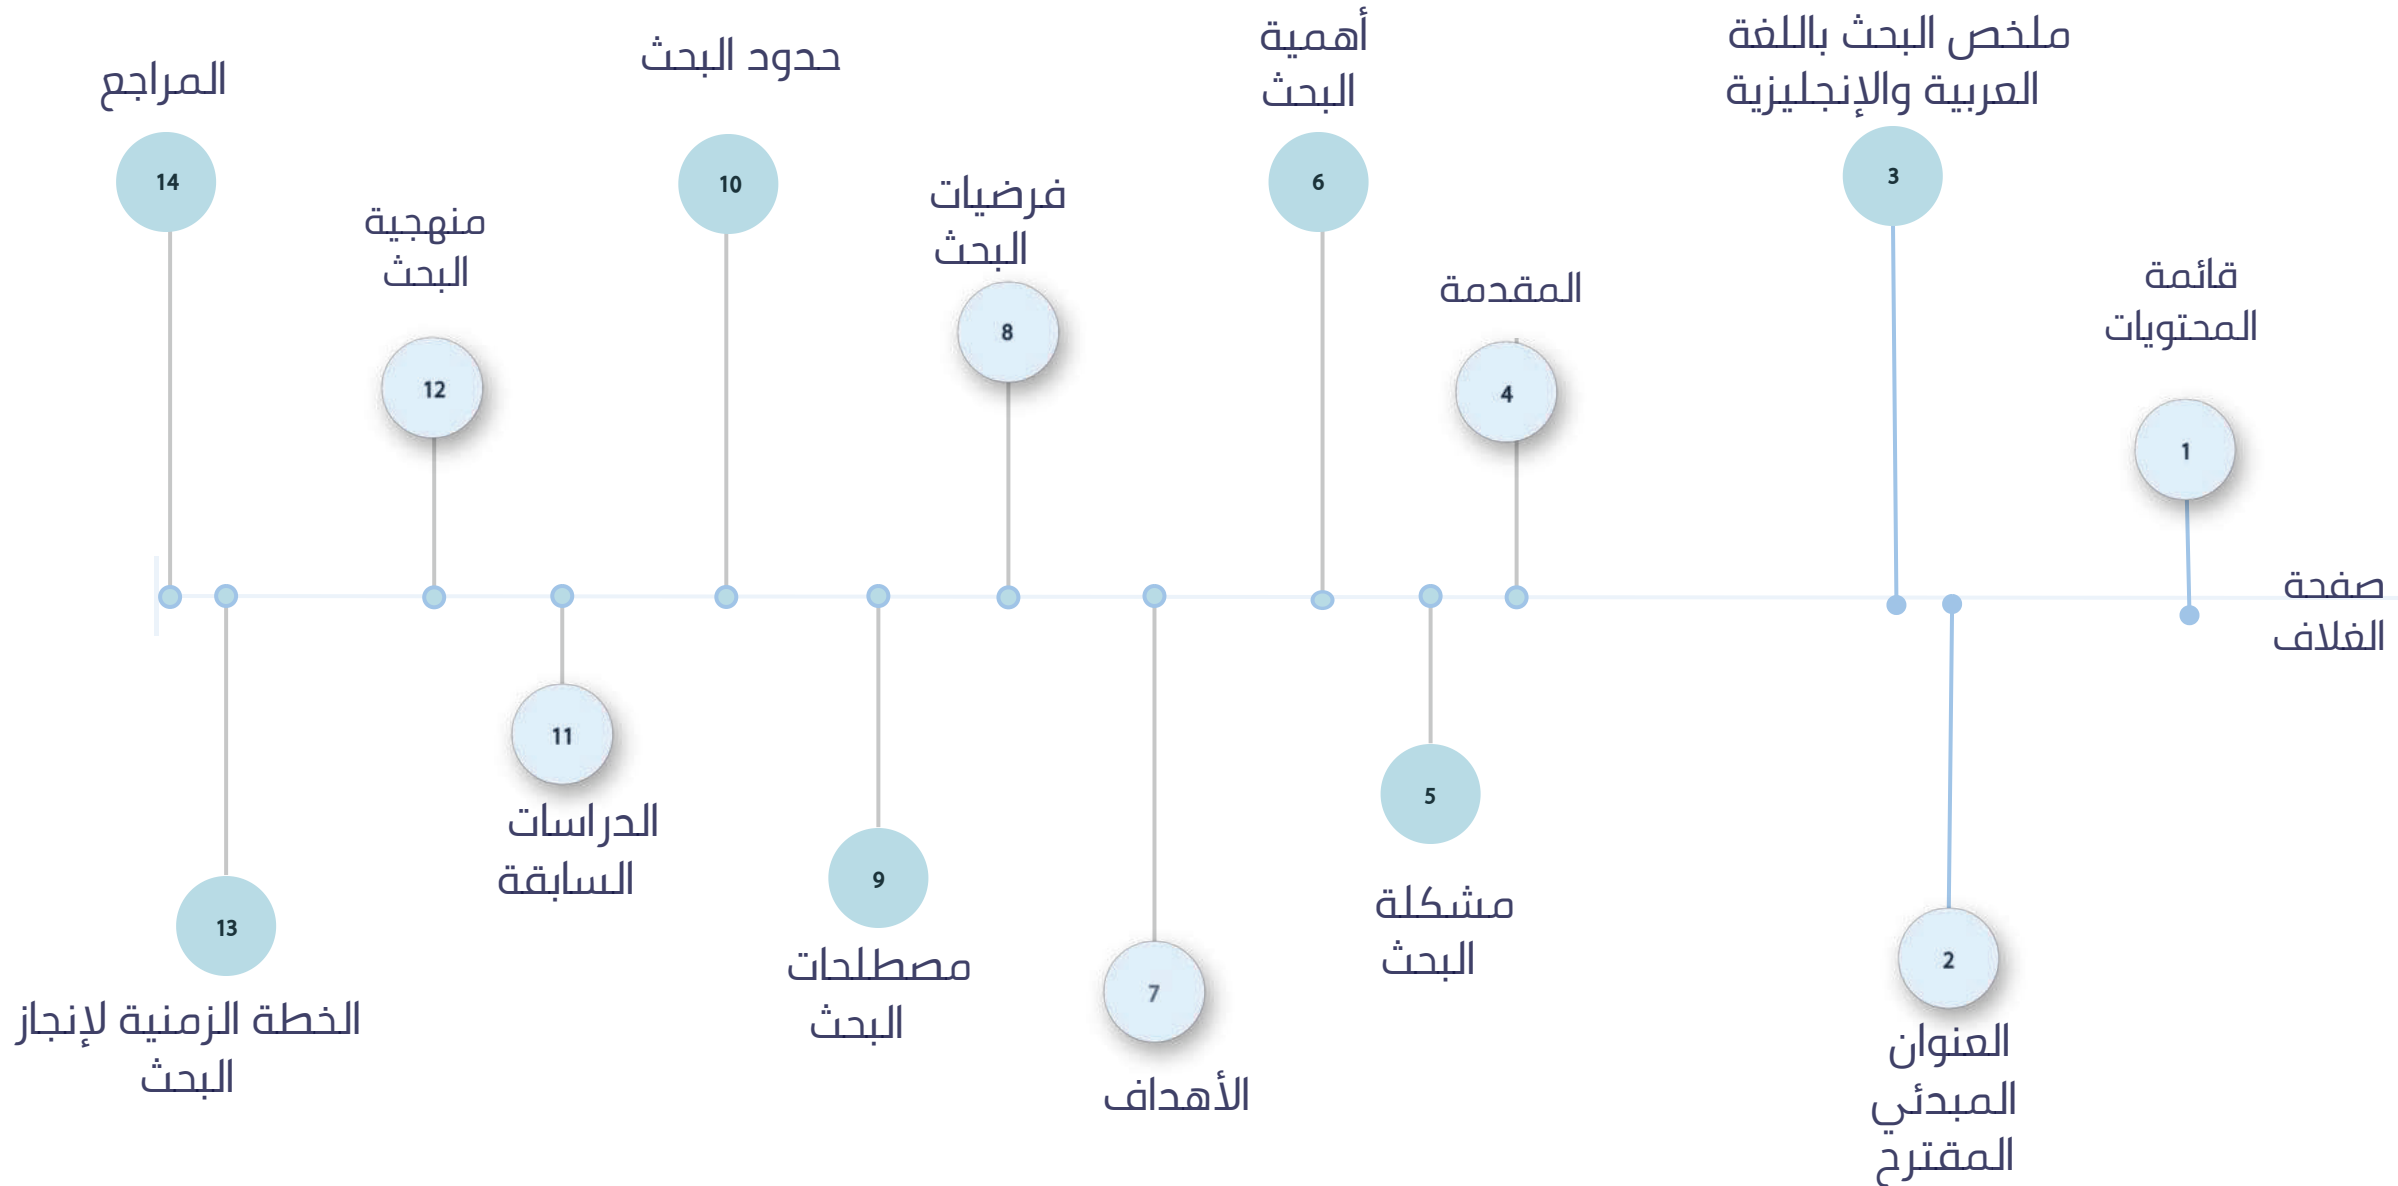 صفحة
الغلاف
قائمة
المحتويات
1
2
العنوان
المبدئي
المقترح
ملخص البحث باللغة
العربية والإنجليزية
3
المقدمة
4
5
مشكلة
البحث
أهمية
البحث
6
7
الأهداف
فرضيات
البحث
8
9
مصطلحات
البحث
حدود البحث
10
11
الدراسات
السابقة
منهجية
البحث
12
13
الخطة الزمنية لإنجاز
البحث
المراجع
14